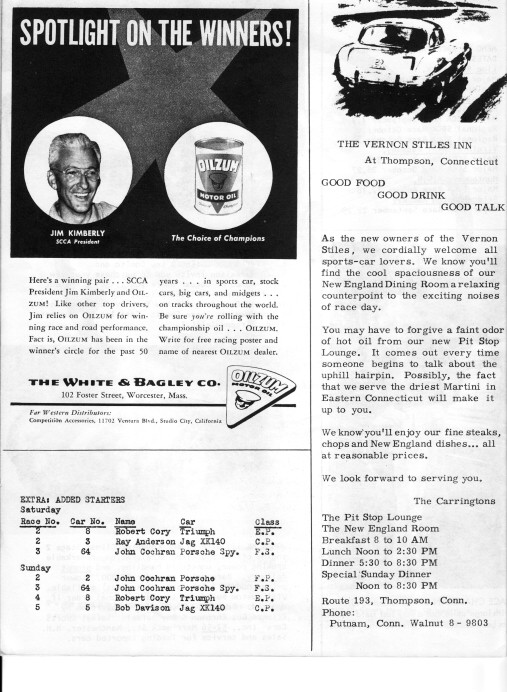 SPOTLIGHT ON THE WINNERS!
OILZUM
MOTOR OIL
JIM KIMBERLY
SCCA President
The Choice of Champions
Here's a winning pair . . . SCCA
President Jim Kimberly and OIL-
ZUM! Like other top drivers,
Jim relies on OILZUM for win-
ning race and road performance.
Fact is, OILZUM has been in the
winner's circle for the past 50
years . . . in sports car, stock
cars, big cars, and midgets . . .
on tracks throughout the world.
Be sure you're rolling with the
championship oil . . . OILZUM.
Write for free racing poster and
name of nearest OILZUM dealer.
THE WHITE & BAGLEY CO.
102 Foster Street, Worcester, Mass.
OILZUM
MOTOR OIL
Far Western Distributors:
Competition Accessories, 11702 Ventura Blvd., Studio City, California
EXTRA: ADDED STARTERS
Saturday
Race No. Car No. Name Car Class
2 8 Robert Cory Triumph E.P.
2 3 Ray Anderson Jag XK140 C.P.
3 64 John Cochran Porsche Spy. F.S.
Sunday
2 2 John Cochran Porsche F.P.
3 64 John Cochran Porsche Spy. F.S.
4 8 Robert Cory Triumph E.P.
5 5 Bob Davison Jag XK140 C.P.
THE VERNON STILES INN
At Thompson, Connecticut
GOOD FOOD
GOOD DRINK
GOOD TALK
As the new owners of the Vernon
Stiles, we cordially welcome all
sports-car lovers. We know you'll
find the cool spaciousness of our
New England Dining Room a relaxing
counterpoint to the exciting noises
of race day.
You may have to forgive a faint odor
of hot oil from our new Pit Stop
Lounge. It comes out every time
someone begins to talk about the
uphill hairpin. Possibly, the fact
that we serve the driest Martini in
Eastern Connecticut will make it
up to you.
We know you'll enjoy our fine steaks,
chops and New England dishes... all
at reasonable prices.
We look forward to serving you.
The Carringtons
The Pit Stop Lounge
The New England Room
Breakfast 8 to 10 AM
Lunch Noon to 2:30 PM
Dinner 5:30 to 8:30 PM
Special Sunday Dinner
Noon to 8:30 PM
Route 193, Thompson, Conn.
Phone:
Putnam, Conn. Walnut 8 - 9803